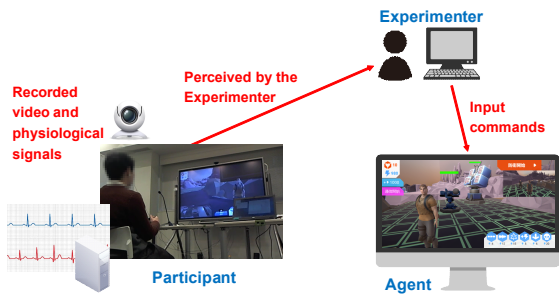 Experimenter
Perceived by the
Experimenter
Recorded
video and
physiological
signals
Input
commands
Participant
Agent